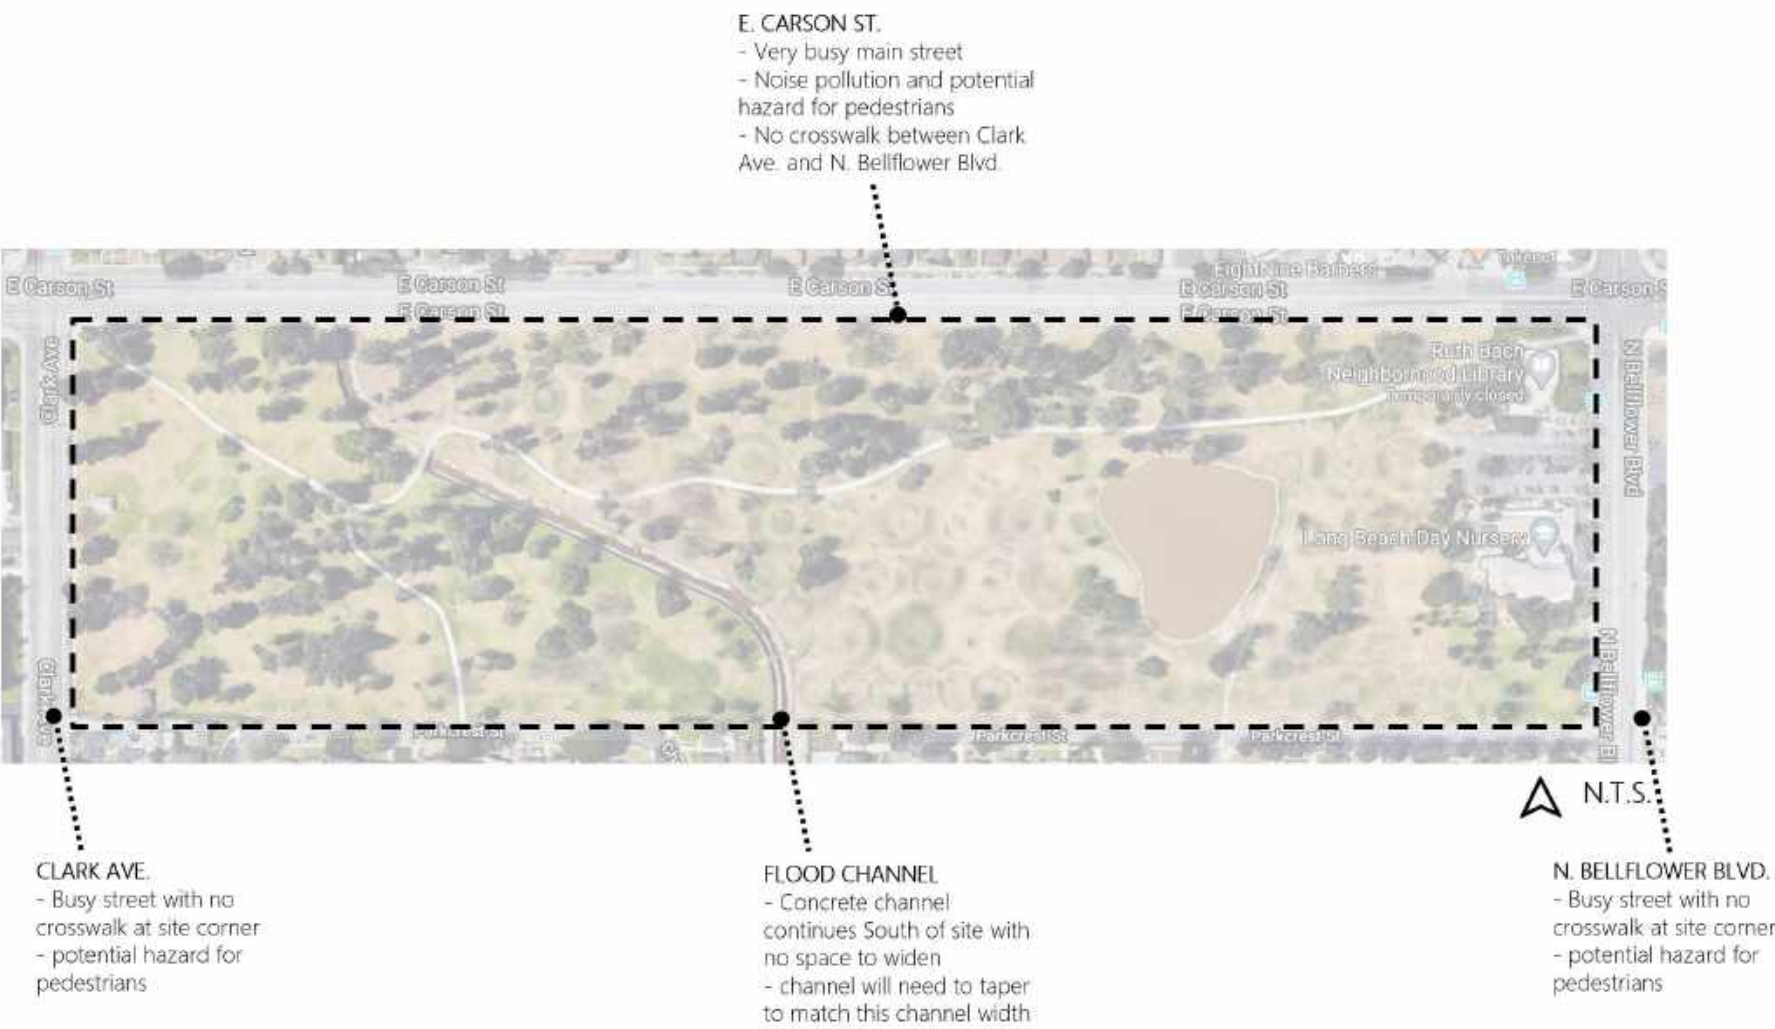 E. CARSON ST.
- Very busy main street
- Noise pollution and potential
hazard for pedestrians
- No crosswalk between Clark
Ave. and N. Bellflower Blvd.
EightNine Barbers
E Carson St
E Carson St
E Carson St
E Carson St
E Carson S
E Carson St
E Carson St
Clark Ave
Ruth Bach
Neighborhood Library
Temporarily closed
N Bellflower Blvd
Long Beach Day Nursery
Clark Ave
N Bellflower Bl
Parkcrest St
Parkcrest St
Parkcrest St
N.T.S.
CLARK AVE.
- Busy street with no
crosswalk at site corner
- potential hazard for
pedestrians
FLOOD CHANNEL
- Concrete channel
continues South of site with
no space to widen
- channel will need to taper
to match this channel width
N. BELLFLOWER BLVD.
- Busy street with no
crosswalk at site corner
- potential hazard for
pedestrians